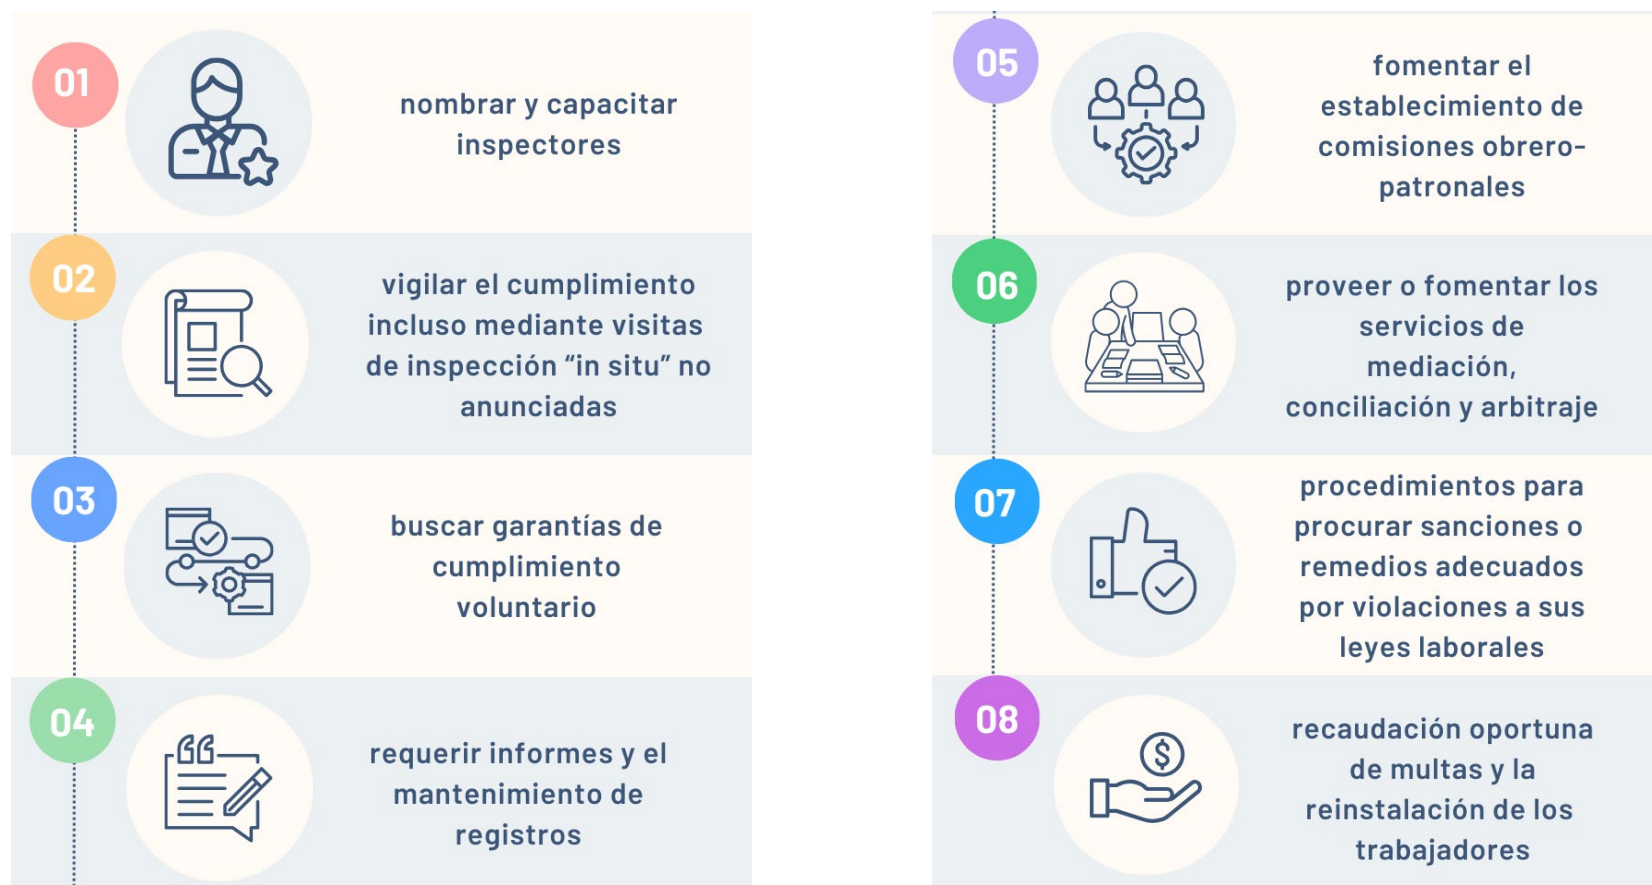 01
nombrar y capacitar
inspectores
02
vigilar el cumplimiento
incluso mediante visitas
de inspección “in situ” no
anunciadas
03
buscar garantías de
cumplimiento
voluntario
04
requerir informes y el
mantenimiento de
registros
05
fomentar el
establecimiento de
comisiones obrero-
patronales
06
proveer o fomentar los
servicios de
mediación,
conciliación y arbitraje
07
procedimientos para
procurar sanciones o
remedios adecuados
por violaciones a sus
leyes laborales
08
recaudación oportuna
de multas y la
reinstalación de los
trabajadores